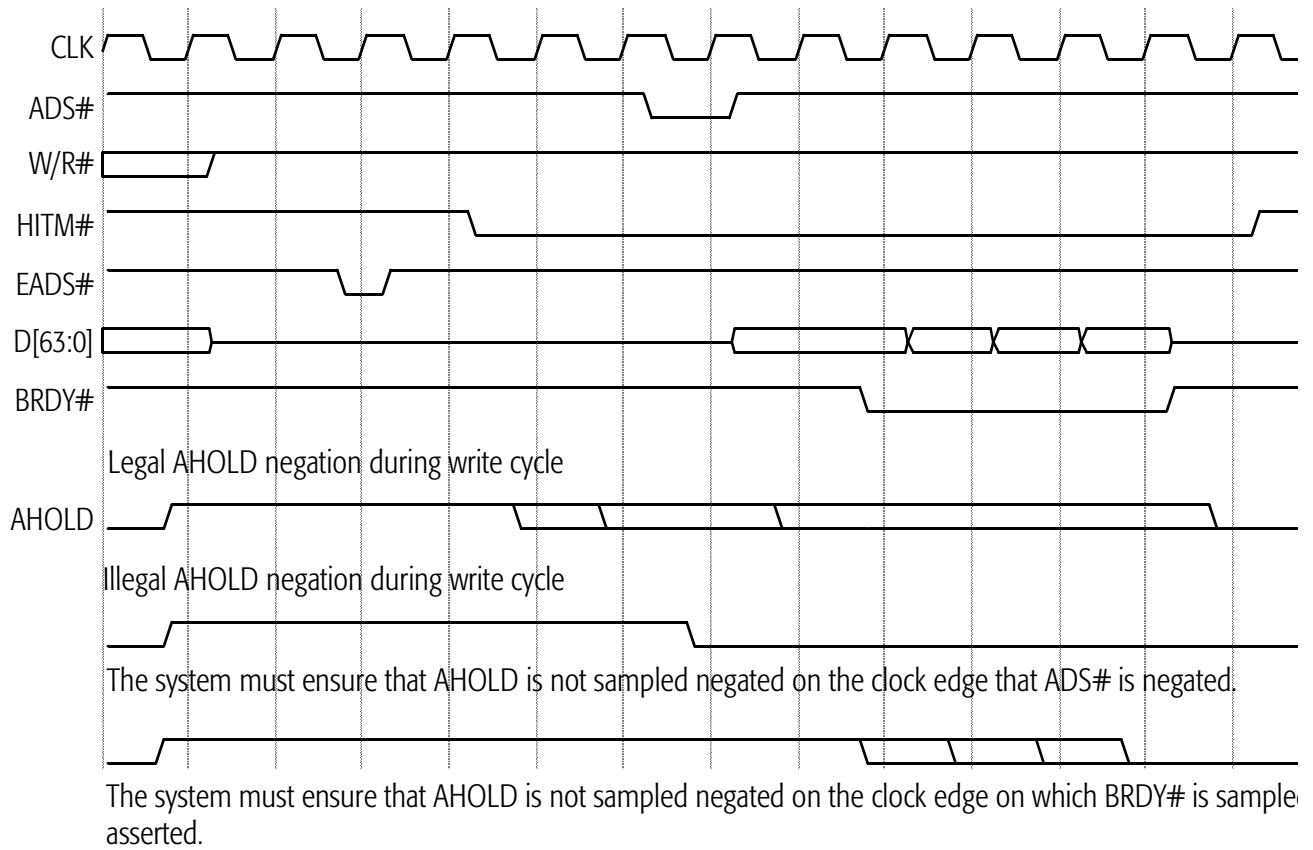 CLK
ADS#
W/R#
HITM#
EADS#
D[63:0]
BRDY#
Legal AHOLD negation during write cycle
AHOLD
Illegal AHOLD negation during write cycle
The system must ensure that AHOLD is not sampled negated on the clock edge that ADS# is negated.
The system must ensure that AHOLD is not sampled negated on the clock edge on which BRDY# is
asserted.